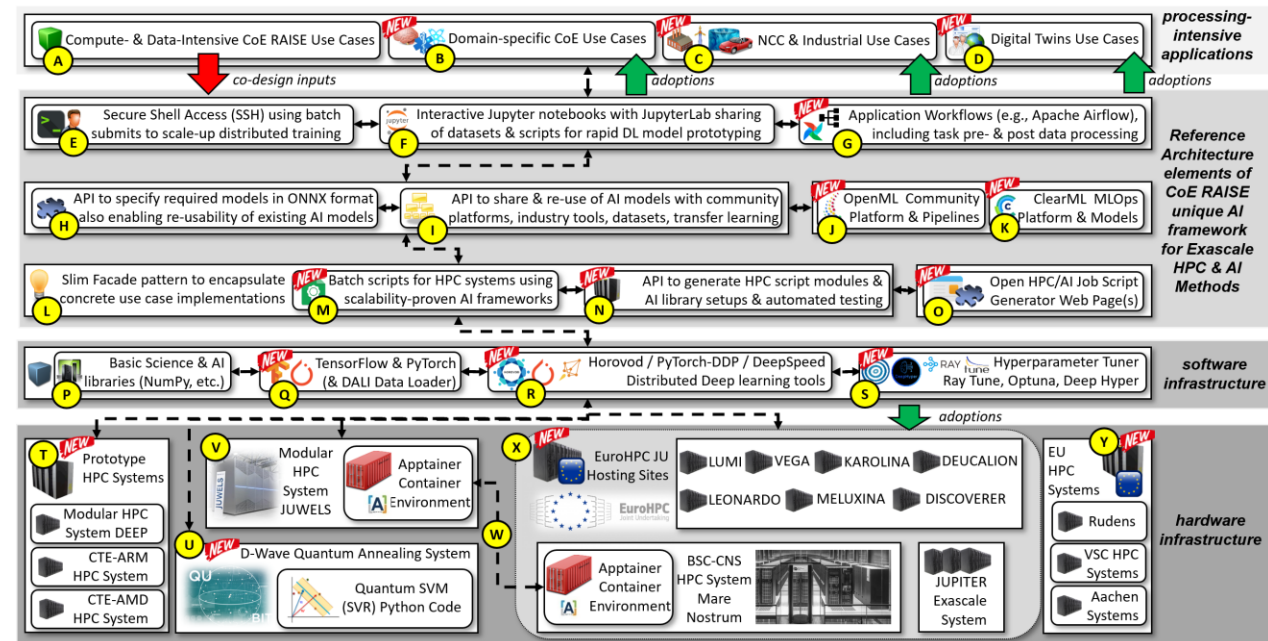 A
Compute- & Data-Intensive CoE RAISE Use Cases
NEW
B
Domain-specific CoE Use Cases
NEW
C
NCC & Industrial Use Cases
NEW
D
Digital Twins Use Cases
processing-
intensive
applications
co-design inputs
adoptions
adoptions
adoptions
E
Secure Shell Access (SSH) using batch
submits to scale-up distributed training
jupyter
F
Interactive Jupyter notebooks with JupyterLab sharing
of datasets & scripts for rapid DL model prototyping
NEW
G
Application Workflows (e.g., Apache Airflow),
including task pre- & post data processing
H
API to specify required models in ONNX format
also enabling re-usability of existing AI models
I
API to share & re-use of AI models with community
platforms, industry tools, datasets, transfer learning
NEW
J
OpenML Community
Platform & Pipelines
NEW
K
ClearML MLOps
Platform & Models
L
Slim Facade pattern to encapsulate
concrete use case implementations
NEW
M
Batch scripts for HPC systems using
scalability-proven AI frameworks
NEW
N
API to generate HPC script modules &
AI library setups & automated testing
NEW
O
Open HPC/AI Job Script
Generator Web Page(s)
Reference
Architecture
elements of
CoE RAISE
unique AI
framework
for Exascale
HPC & AI
Methods
P
Basic Science & AI
libraries (NumPy, etc.)
NEW
Q
TensorFlow & PyTorch
(& DALI Data Loader)
NEW
R
Horovod / PyTorch-DDP / DeepSpeed
Distributed Deep learning tools
NEW
S
RAY
tune
Hyperparameter Tuner
Ray Tune, Optuna, Deep Hyper
software
infrastructure
adoptions
T
NEW
Prototype
HPC Systems
Modular HPC
System DEEP
CTE-ARM
HPC System
CTE-AMD
HPC System
U
V
JUWELS
Modular
HPC
System
JUWELS
Apptainer
Container
Environment
[A]
NEW
D-Wave Quantum Annealing System
QU
BIT
Quantum SVM
(SVR) Python Code
W
X
NEW
EuroHPC JU
Hosting Sites
EuroHPC
Joint Undertaking
LUMI
VEGA
KAROLINA
DEUCALION
LEONARDO
MELUXINA
DISCOVERER
Apptainer
Container
Environment
[A]
BSC-CNS
HPC System
Mare
Nostrum
JUPITER
Exascale
System
Y
NEW
EU
HPC
Systems
Rudens
VSC HPC
Systems
Aachen
Systems
hardware
infrastructure